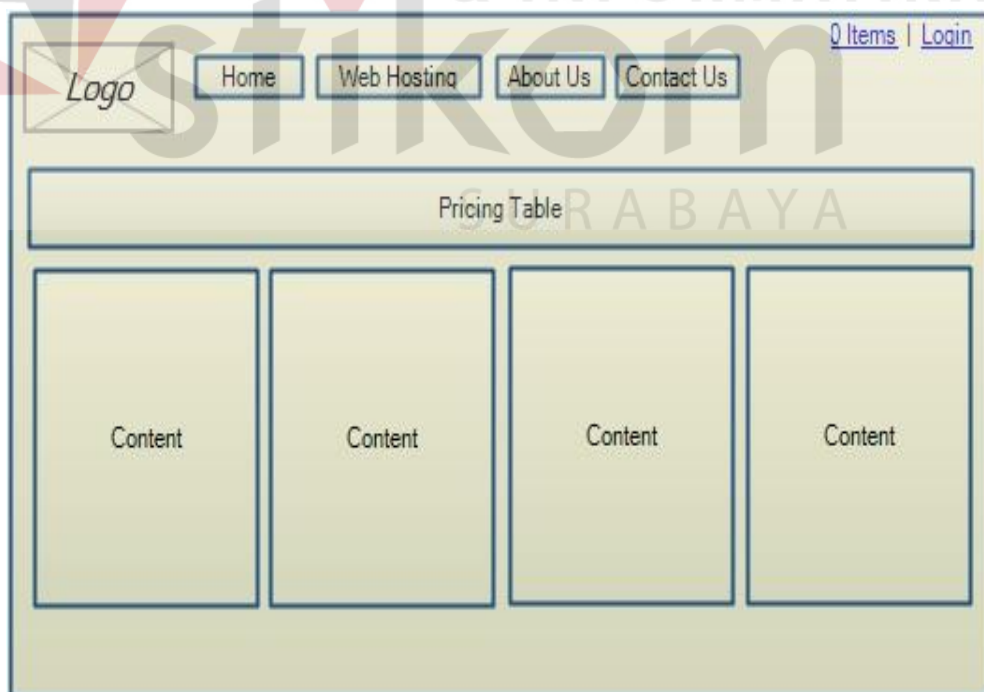 0 Items | Login
Logo
Home
Web Hosting
About Us
Contact Us
stikom
SURABAYA
Pricing Table
Content
Content
Content
Content